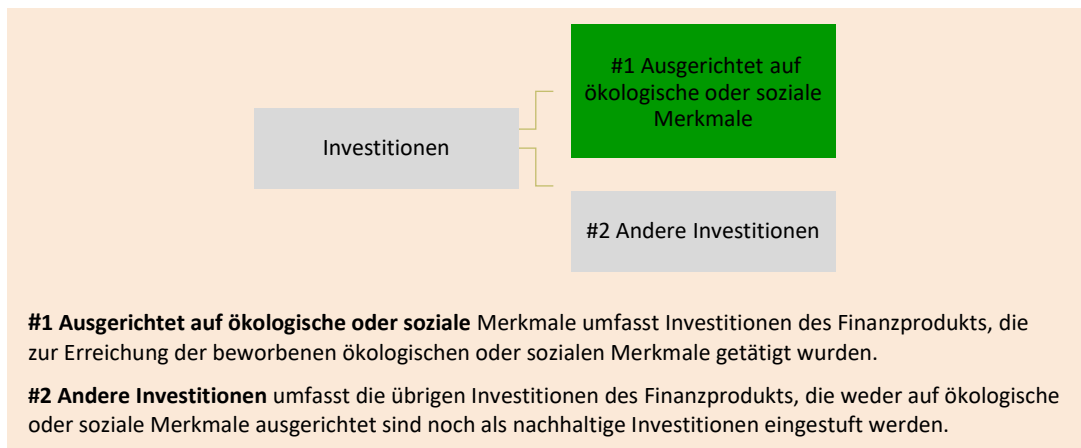 #1 Ausgerichtet auf
ökologische oder soziale
Merkmale
Investitionen
#2 Andere Investitionen
#1 Ausgerichtet auf ökologische oder soziale Merkmale umfasst Investitionen des Finanzprodukts, die
zur Erreichung der beworbenen ökologischen oder sozialen Merkmale getätigt wurden.
#2 Andere Investitionen umfasst die übrigen Investitionen des Finanzprodukts, die weder auf ökologische
oder soziale Merkmale ausgerichtet sind noch als nachhaltige Investitionen eingestuft werden.